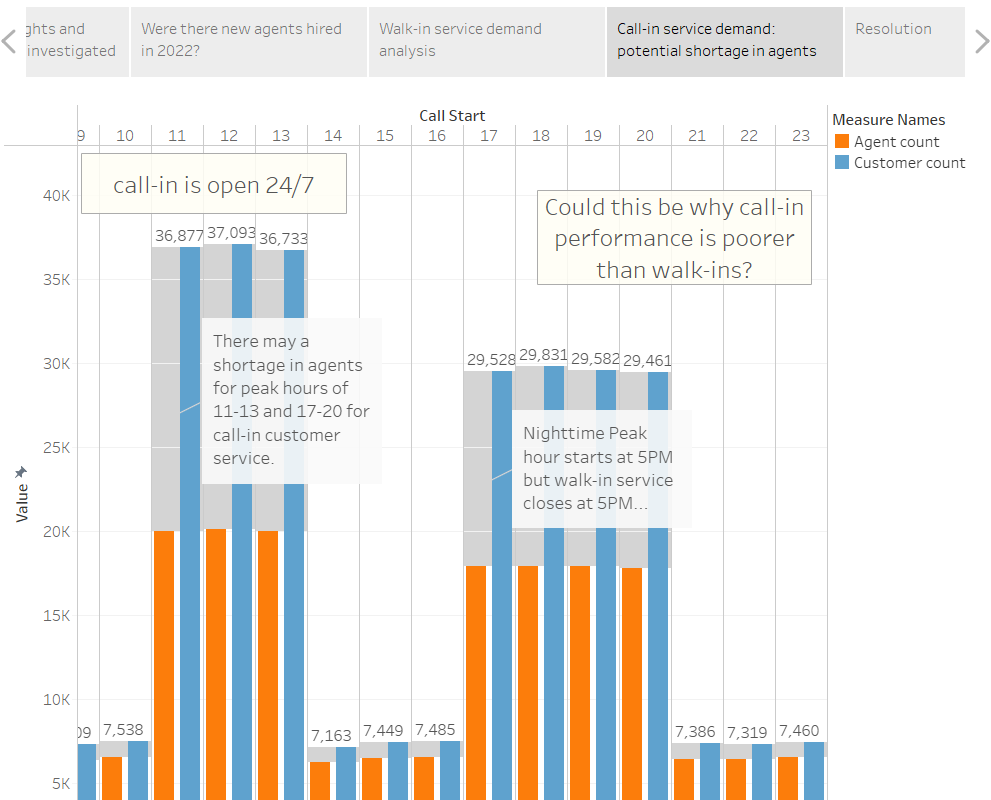 ghts and
investigated
Were there new agents hired
in 2022?
Walk-in service demand
analysis
Call-in service demand:
potential shortage in agents
Resolution
Call Start
9 10 11 12 13 14 15 16 17 18 19 20 21 22 23
Measure Names
Agent count
Customer count
call-in is open 24/7
Could this be why call-in
performance is poorer
than walk-ins?
40K
35K
30K
25K
20K
15K
10K
5K
Value
36,877 37,093 36,733
There may a
shortage in agents
for peak hours of
11-13 and 17-20 for
call-in customer
service.
29,528 29,831 29,582 29,461
Nighttime Peak
hour starts at 5PM
but walk-in service
closes at 5PM...
09 7,538 7,163 7,449 7,485 7,386 7,319 7,460